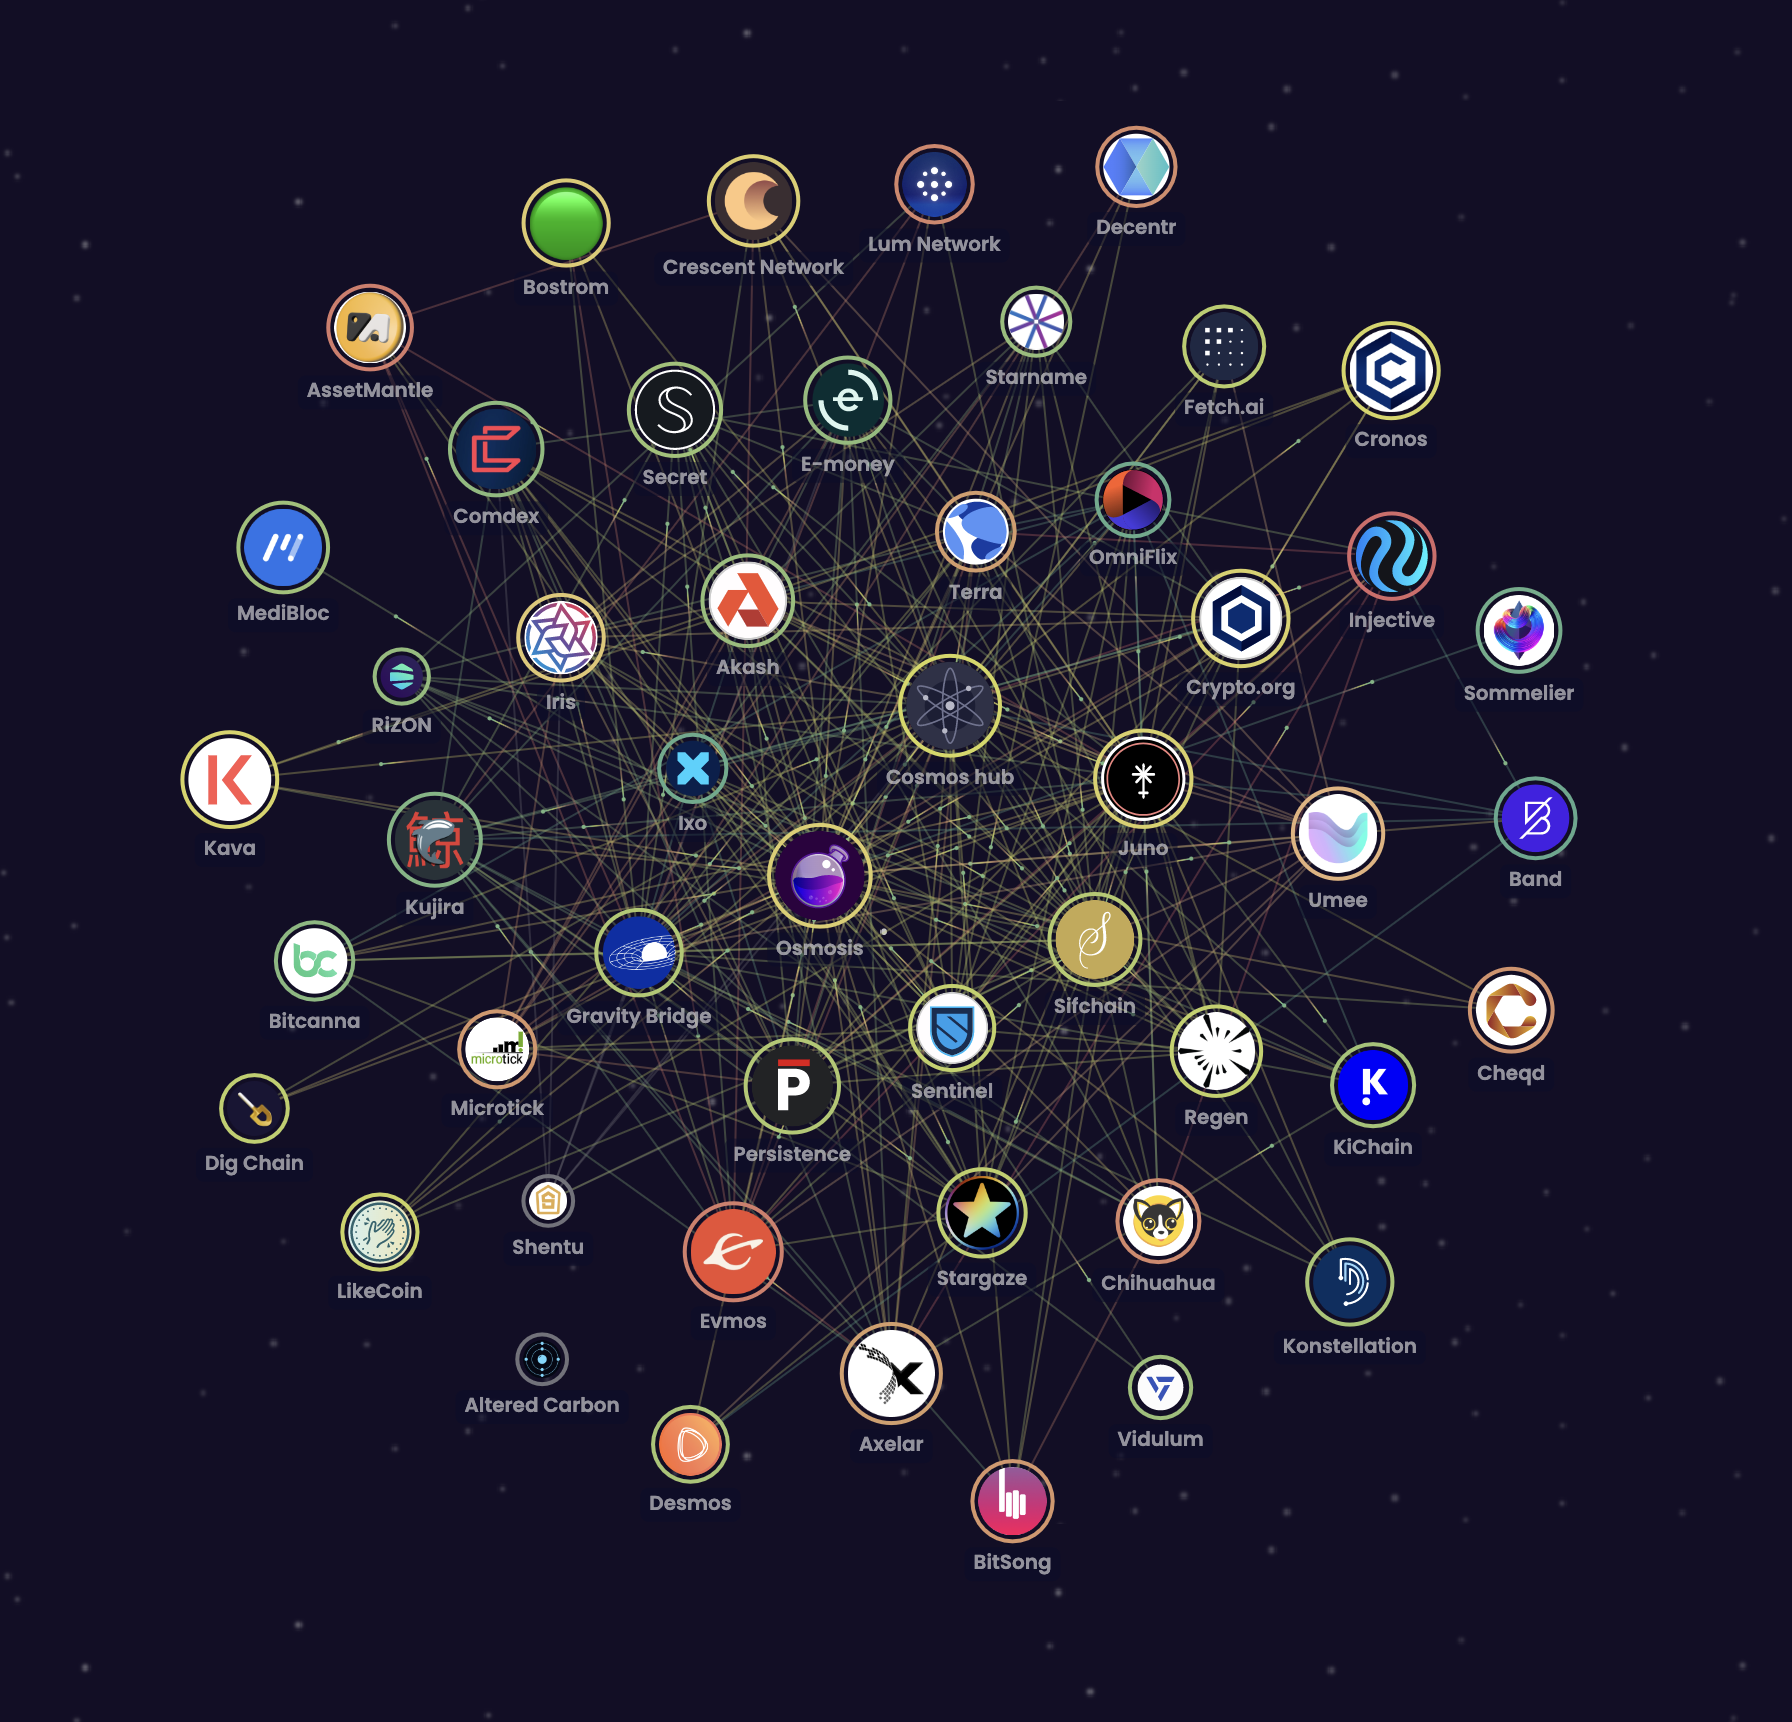 Decentr
Lum Network
Crescent Network
Bostrom
Starname
AssetMantle
Fetch.ai
Cronos
E-money
Secret
Comdex
OmniFlix
Terra
MediBloc
Injective
Akash
Crypto.org
Sommelier
Iris
RiZON
Cosmos hub
Ixo
Juno
Kava
鯨
Kujira
Umee
Band
Osmosis
bc
Bitcanna
Gravity Bridge
Sifchain
microtick
Microtick
Sentinel
Cheqd
P
Persistence
Regen
K
KiChain
Dig Chain
Shentu
LikeCoin
Stargaze
Chihuahua
Evmos
Konstellation
Altered Carbon
Axelar
Vidulum
Desmos
BitSong